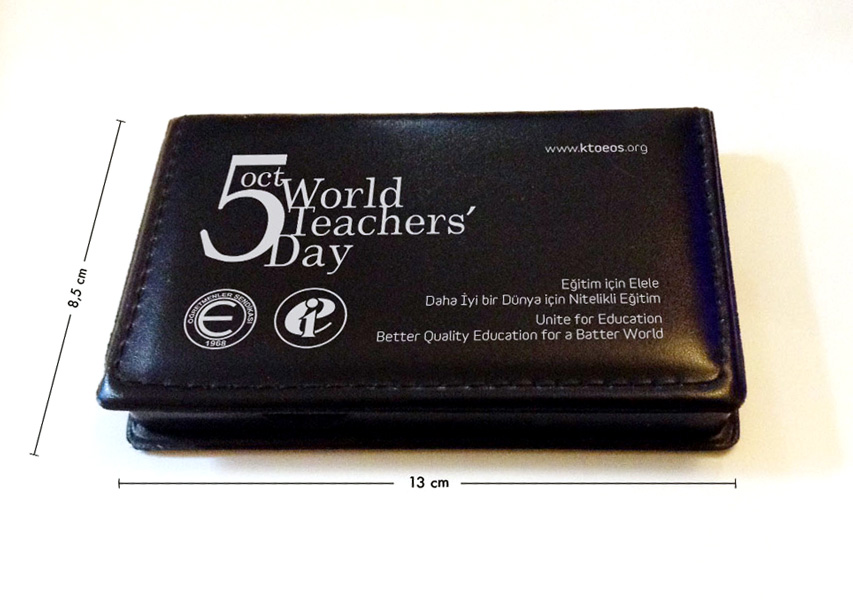 www.ktoeos.org
5 oct World
Teachers'
Day
Eğitim için Elele
Daha İyi bir Dünya için Nitelikli Eğitim
Unite for Education
Better Quality Education for a Batter World
ÖĞRETMENLER SENDİKASI
E
1968
ei
8,5 cm
13 cm